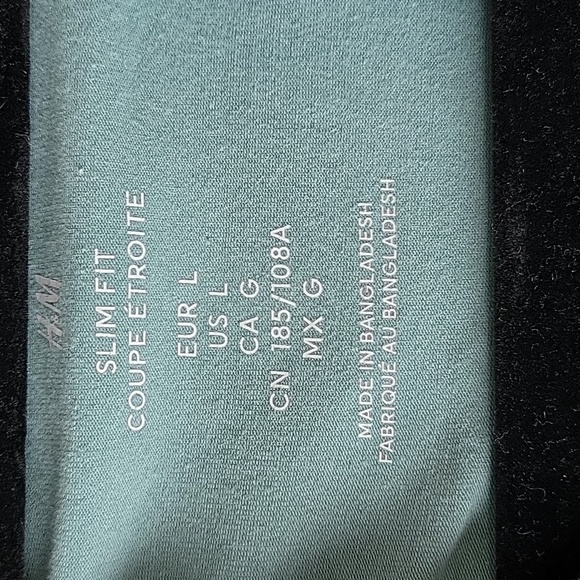 H&M
SLIM FIT
COUPE ÉTROITE
EUR L
US L
CA G
CN 185/108A
MX G
MADE IN BANGLADESH
FABRIQUÉ AU BANGLADESH